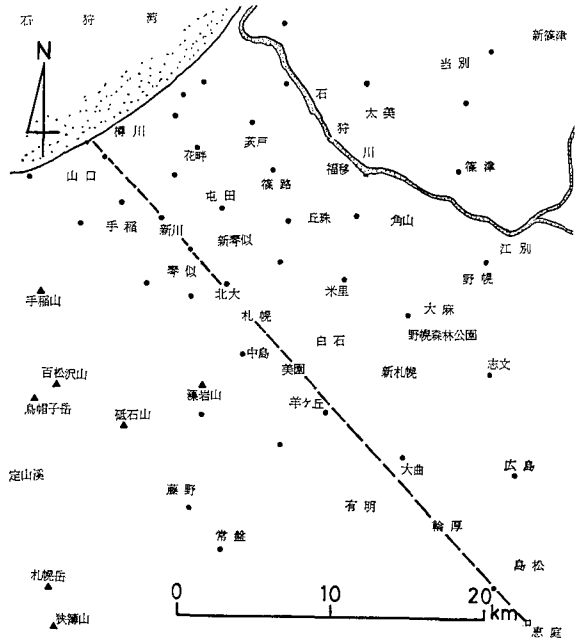 石狩湾
新篠津
当別
N
石狩川
太美
樽川
茨戸
花畔
山口
福移
篠津
篠路
屯田
手稲
新川
丘珠
角山
新琴似
江別
琴似
野幌
手稲山
北大
米里
大麻
札幌
野幌森林公園
白石
中島
志文
美園
新札幌
百松沢山
藻岩山
烏帽子岳
羊ケ丘
砥石山
大曲
広島
定山溪
藤野
有明
輪厚
常盤
島松
札幌岳
0 10 20 km
狭簿山
恵庭